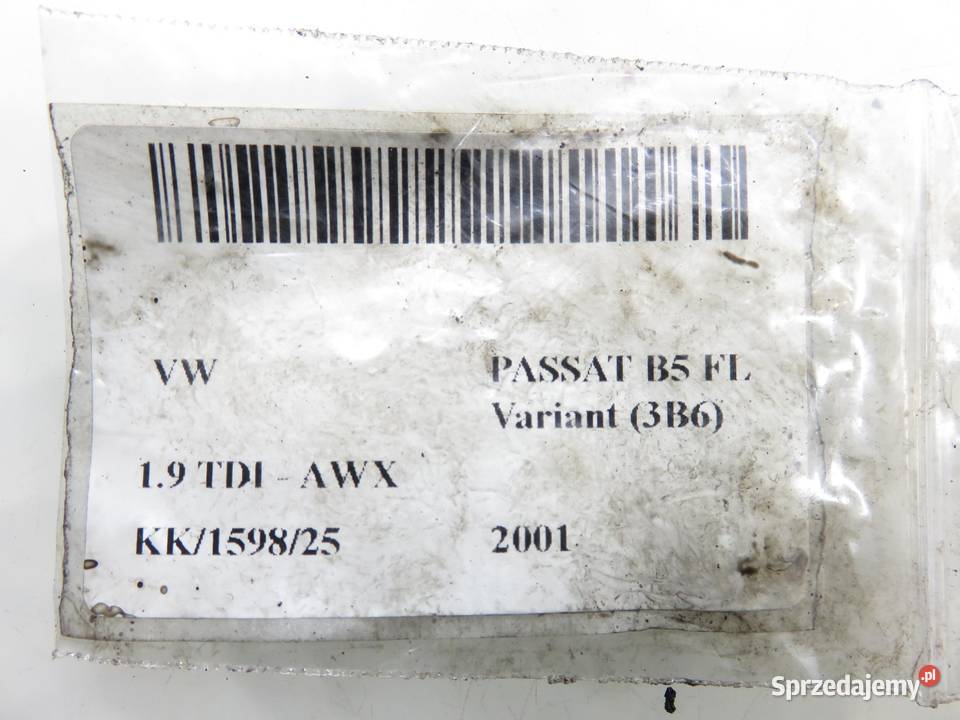 VW PASSAT B5 FL
Variant (3B6)
1.9 TDI - AWX
KK/1598/25 2001
Sprzedajemy.pl